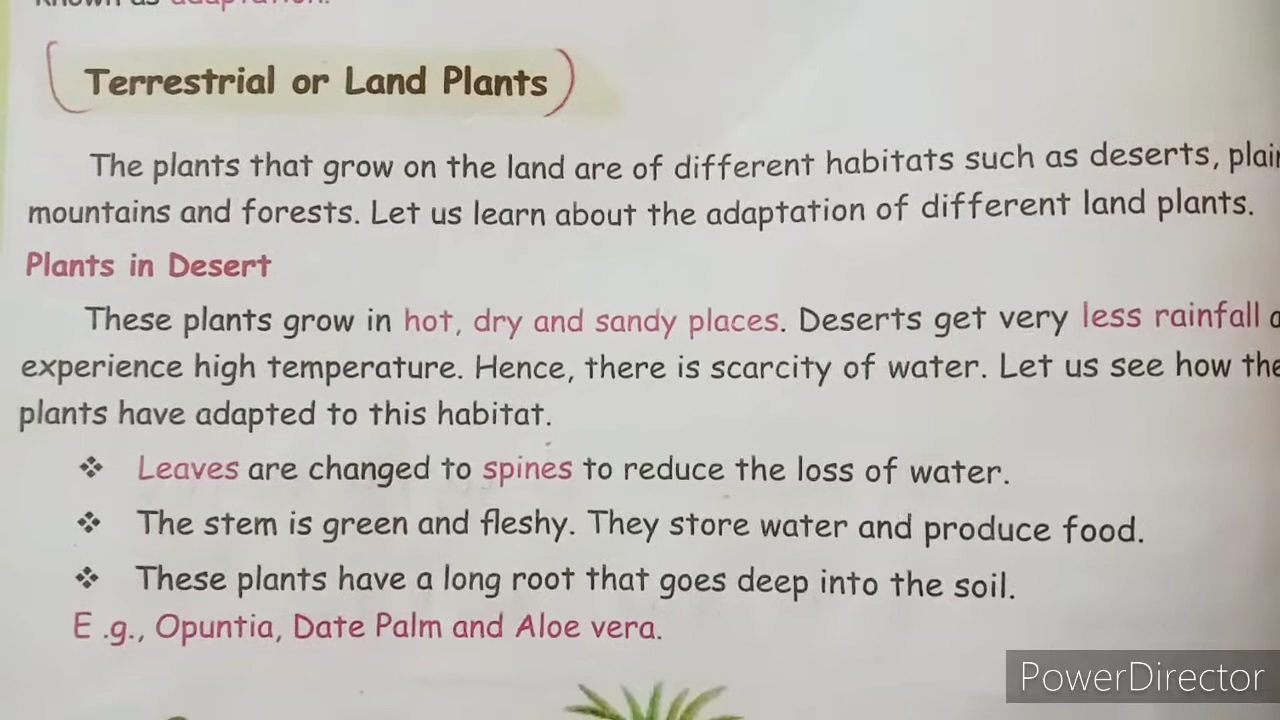 adaptation.
Terrestrial or Land Plants
The plants that grow on the land are of different habitats such as deserts,
mountains and forests. Let us learn about the adaptation of different land plants.
Plants in Desert
These plants grow in hot, dry and sandy places. Deserts get very less rainfall
experience high temperature. Hence, there is scarcity of water. Let us see how
plants have adapted to this habitat.
❖ Leaves are changed to spines to reduce the loss of water.
❖ The stem is green and fleshy. They store water and produce food.
❖ These plants have a long root that goes deep into the soil.
E .g., Opuntia, Date Palm and Aloe vera.
PowerDirector